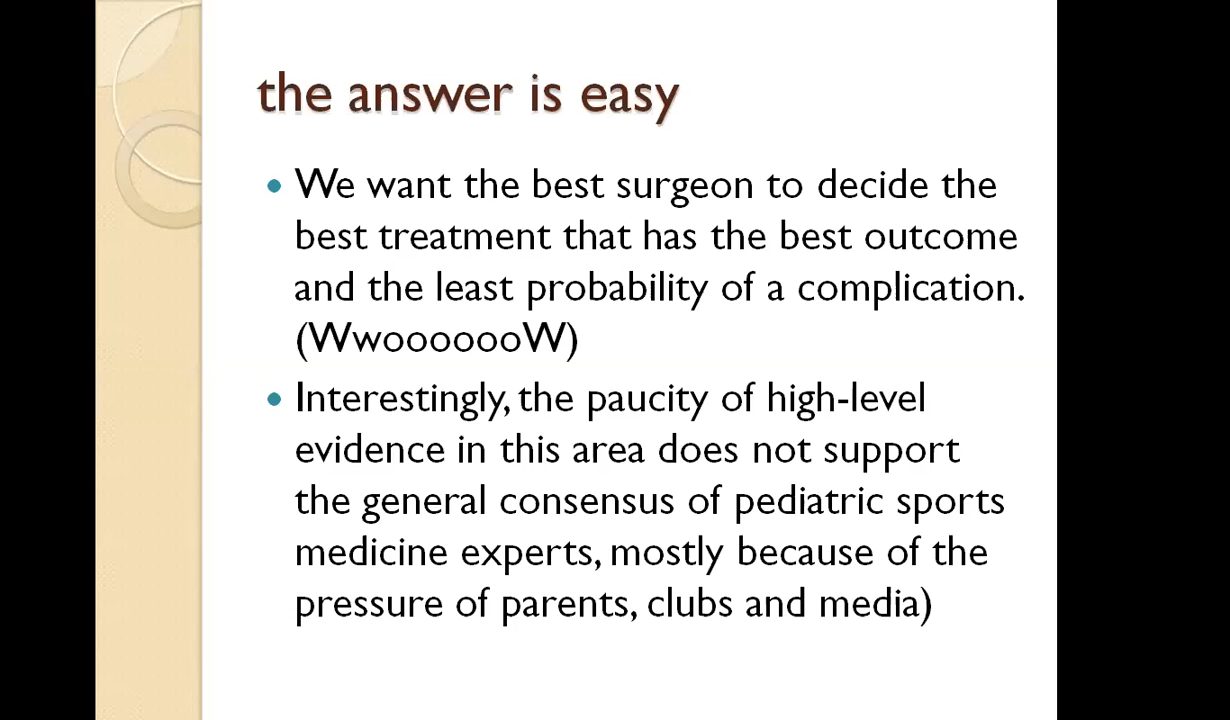 the answer is easy
We want the best surgeon to decide the
best treatment that has the best outcome
and the least probability of a complication.
(WwooooooW)
Interestingly, the paucity of high-level
evidence in this area does not support
the general consensus of pediatric sports
medicine experts, mostly because of the
pressure of parents, clubs and media)